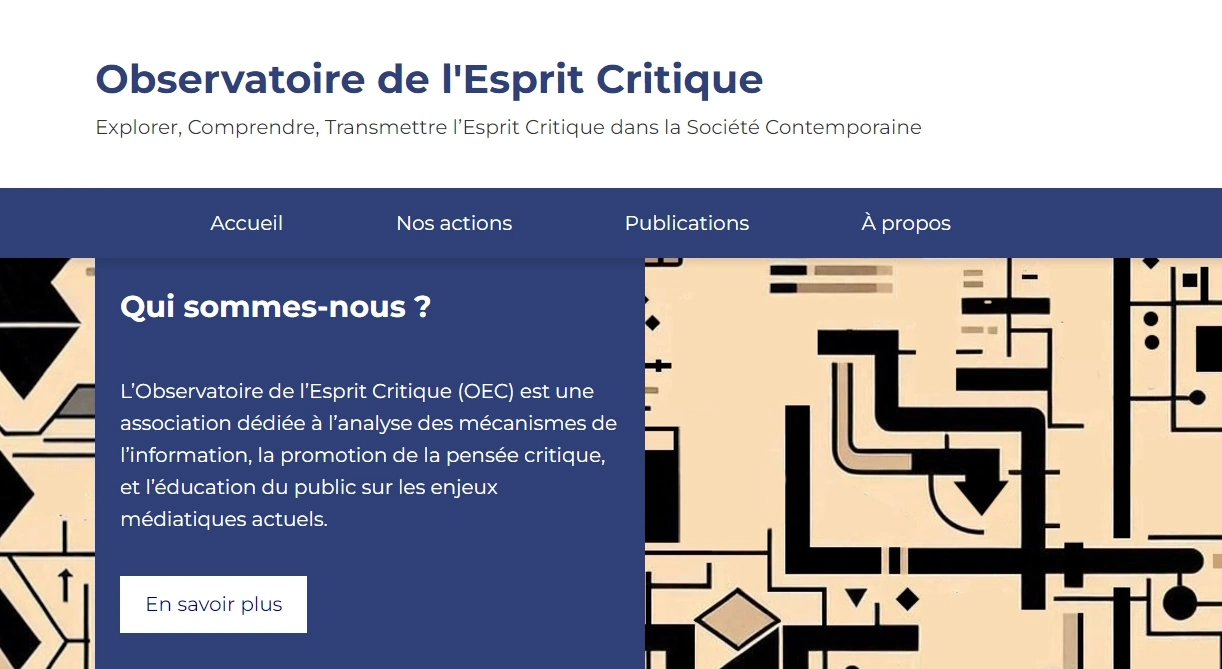 Observatoire de l'Esprit Critique
Explorer, Comprendre, Transmettre l’Esprit Critique dans la Société Contemporaine
Accueil
Nos actions
Publications
À propos
Qui sommes-nous ?
L’Observatoire de l’Esprit Critique (OEC) est une
association dédiée à l’analyse des mécanismes de
l’information, la promotion de la pensée critique,
et l’éducation du public sur les enjeux
médiatiques actuels.
En savoir plus